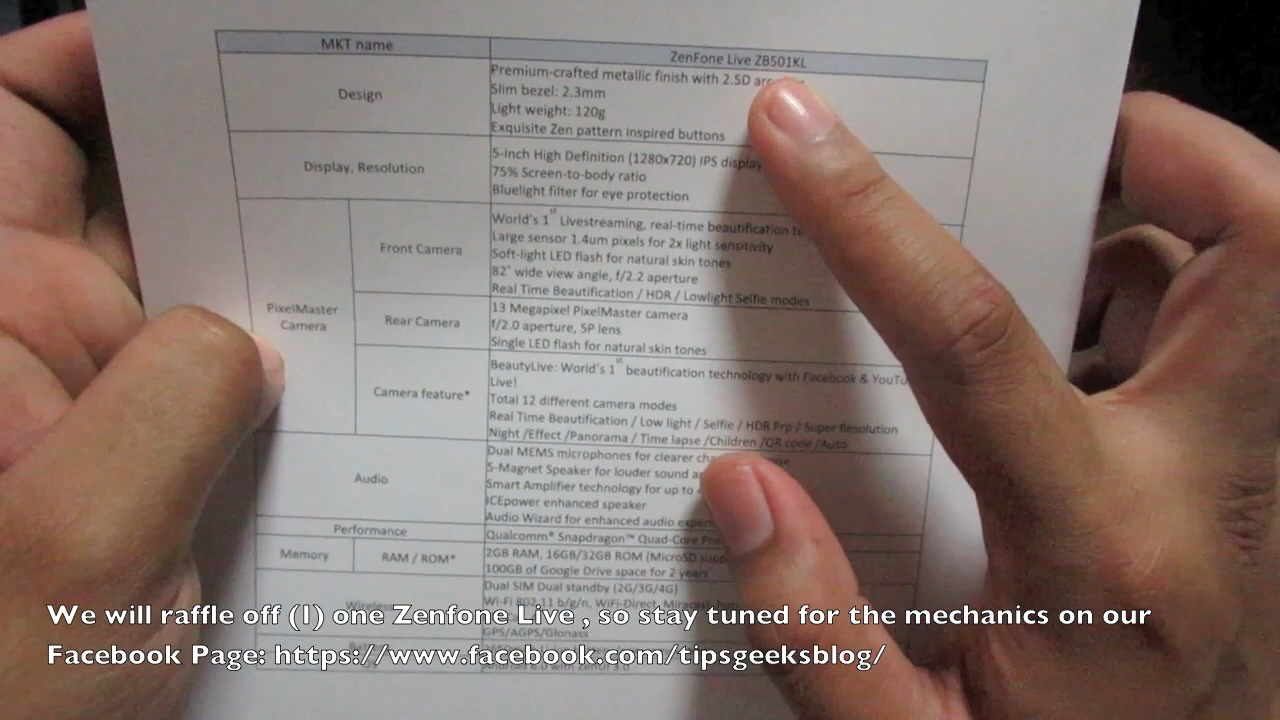 MKT name
ZenFone Live ZB501KL
Design
Premium-crafted metallic finish with 2.5D
Slim bezel: 2.3mm
Light weight: 120g
Exquisite Zen pattern inspired buttons
Display, Resolution
5-inch High Definition (1280x720) IPS display
75% Screen-to-body ratio
Bluelight filter for eye protection
PixelMaster
Camera
Front Camera
World's 1st Livestreaming, real-time beautification
Large sensor 1.4um pixels for 2x light sensitivity
Soft-light LED flash for natural skin tones
82° wide view angle, f/2.2 aperture
Real Time Beautification / HDR / Lowlight Selfie modes
Rear Camera
13 Megapixel PixelMaster camera
f/2.0 aperture, 5P lens
Single LED flash for natural skin tones
Camera feature*
BeautyLive: World's 1st beautification technology with Facebook & YouTu
Live!
Total 12 different camera modes
Real Time Beautification / Low light / Selfie / HDR Prp / Super Resolution
Night /Effect /Panorama / Time lapse /Children /QR code /Auto
Audio
Dual MEMS microphones for clearer
5-Magnet Speaker for louder sound
Smart Amplifier technology for up to
ICEpower enhanced speaker
Audio Wizard for enhanced audio
Performance
Qualcomm® Snapdragon™ Quad-Core
Memory
RAM / ROM*
2GB RAM, 16GB/32GB ROM (MicroSD
100GB of Google Drive space for 2 years
Dual SIM Dual standby (2G/3G/4G)
Wi-Fi 802.11 b/g/n, WiFi-Direct,
GPS/AGPS/Glonass
We will raffle off (1) one Zenfone Live , so stay tuned for the mechanics on our
Facebook Page: https://www.facebook.com/tipsgeeksblog/